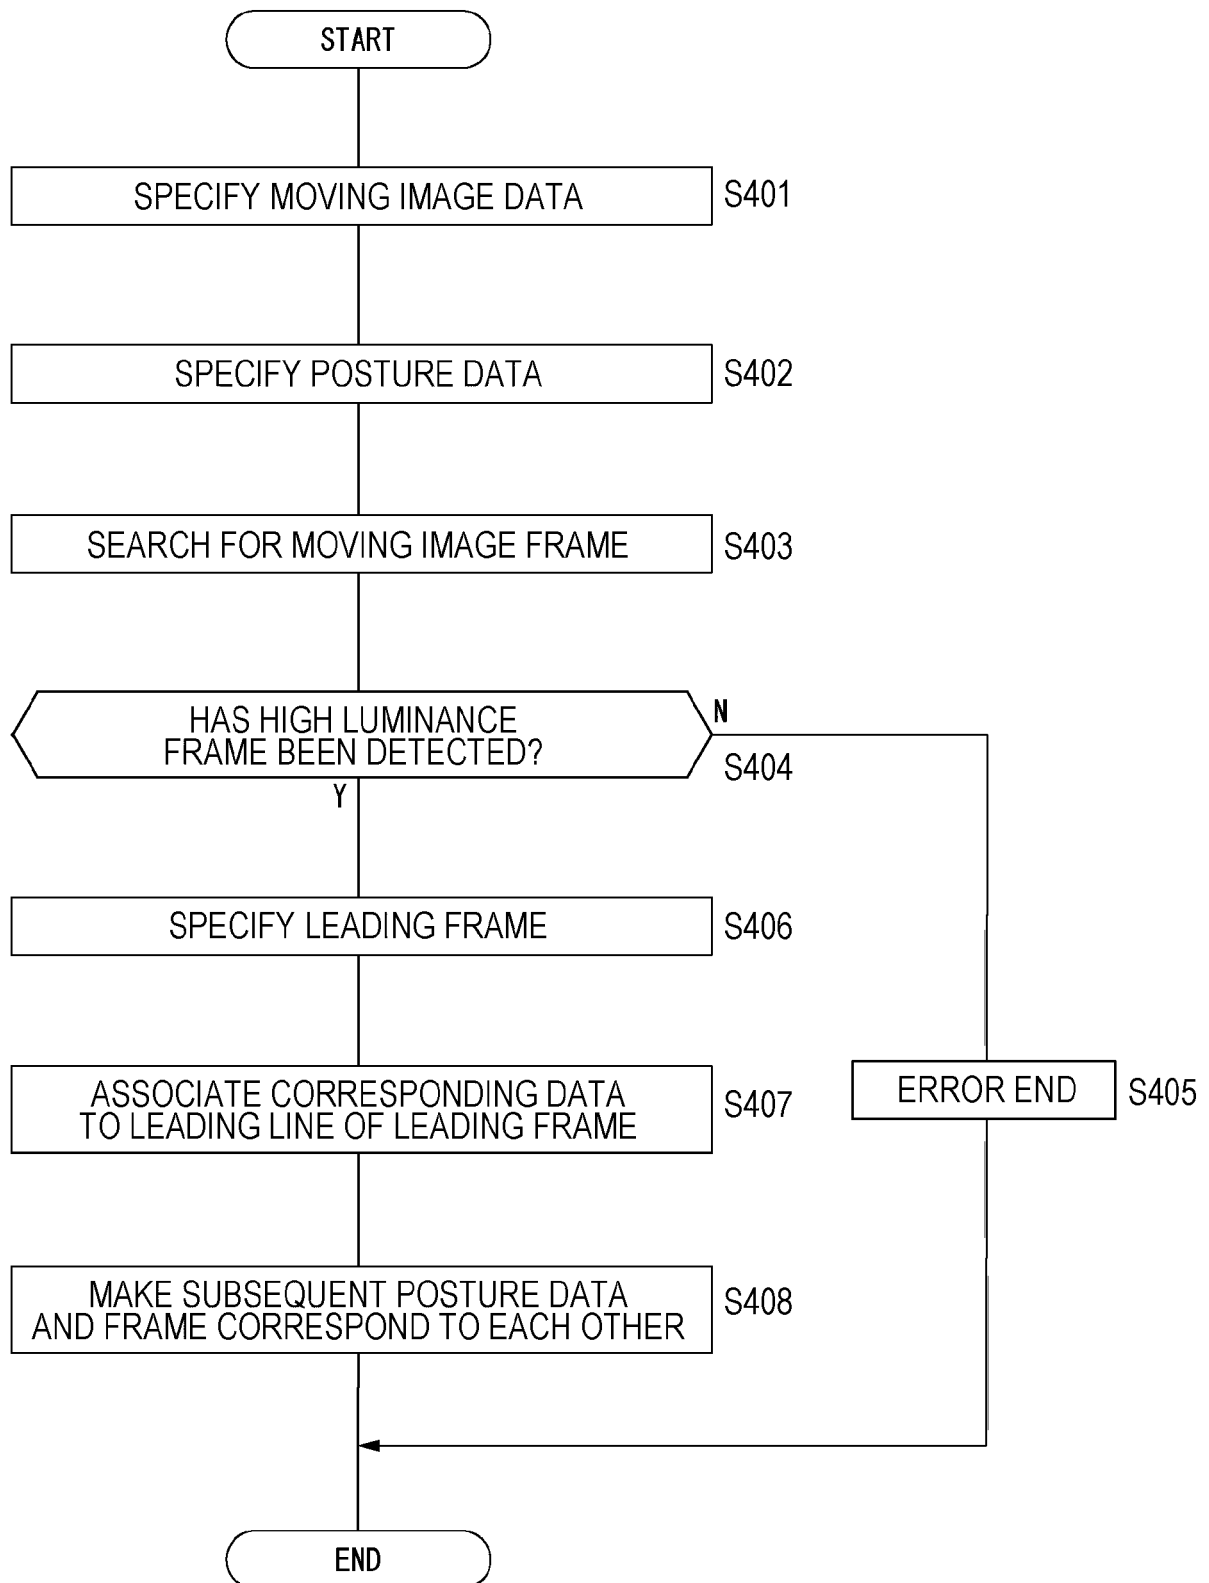 START
SPECIFY MOVING IMAGE DATA
S401
SPECIFY POSTURE DATA
S402
SEARCH FOR MOVING IMAGE FRAME
S403
HAS HIGH LUMINANCE
FRAME BEEN DETECTED?
N
S404
Y
SPECIFY LEADING FRAME
S406
ASSOCIATE CORRESPONDING DATA
TO LEADING LINE OF LEADING FRAME
S407
ERROR END
S405
MAKE SUBSEQUENT POSTURE DATA
AND FRAME CORRESPOND TO EACH OTHER
S408
END